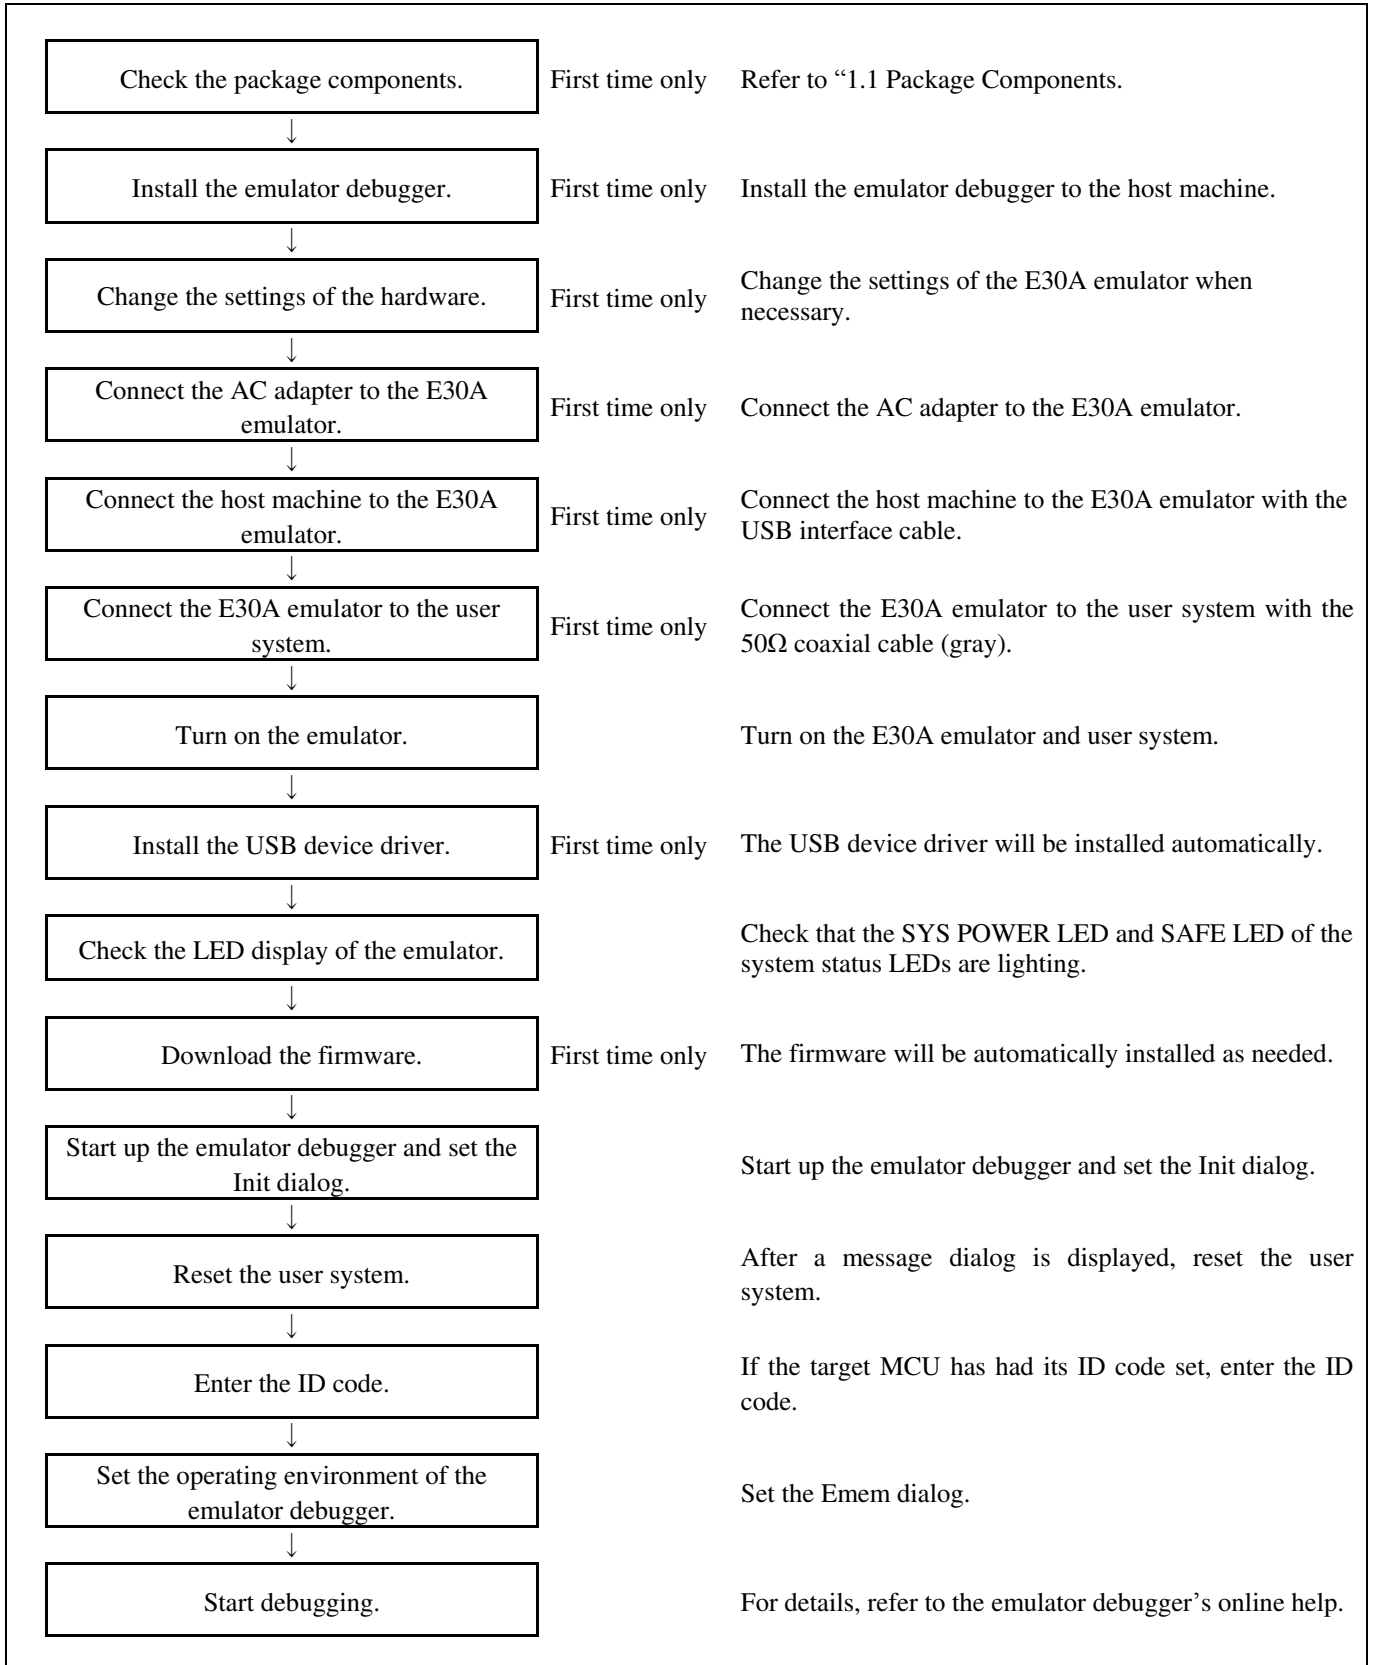 Check the package components. First time only Refer to “1.1 Package Components.
↓
Install the emulator debugger. First time only Install the emulator debugger to the host machine.
↓
Change the settings of the hardware. First time only Change the settings of the E30A emulator when
necessary.
↓
Connect the AC adapter to the E30A
emulator. First time only Connect the AC adapter to the E30A emulator.
↓
Connect the host machine to the E30A
emulator. First time only Connect the host machine to the E30A emulator with the
USB interface cable.
↓
Connect the E30A emulator to the user
system. First time only Connect the E30A emulator to the user system with the
50Ω coaxial cable (gray).
↓
Turn on the emulator. Turn on the E30A emulator and user system.
↓
Install the USB device driver. First time only The USB device driver will be installed automatically.
↓
Check the LED display of the emulator. Check that the SYS POWER LED and SAFE LED of the
system status LEDs are lighting.
↓
Download the firmware. First time only The firmware will be automatically installed as needed.
↓
Start up the emulator debugger and set the
Init dialog. Start up the emulator debugger and set the Init dialog.
↓
Reset the user system. After a message dialog is displayed, reset the user
system.
↓
Enter the ID code. If the target MCU has had its ID code set, enter the ID
code.
↓
Set the operating environment of the
emulator debugger. Set the Emem dialog.
↓
Start debugging. For details, refer to the emulator debugger’s online help.